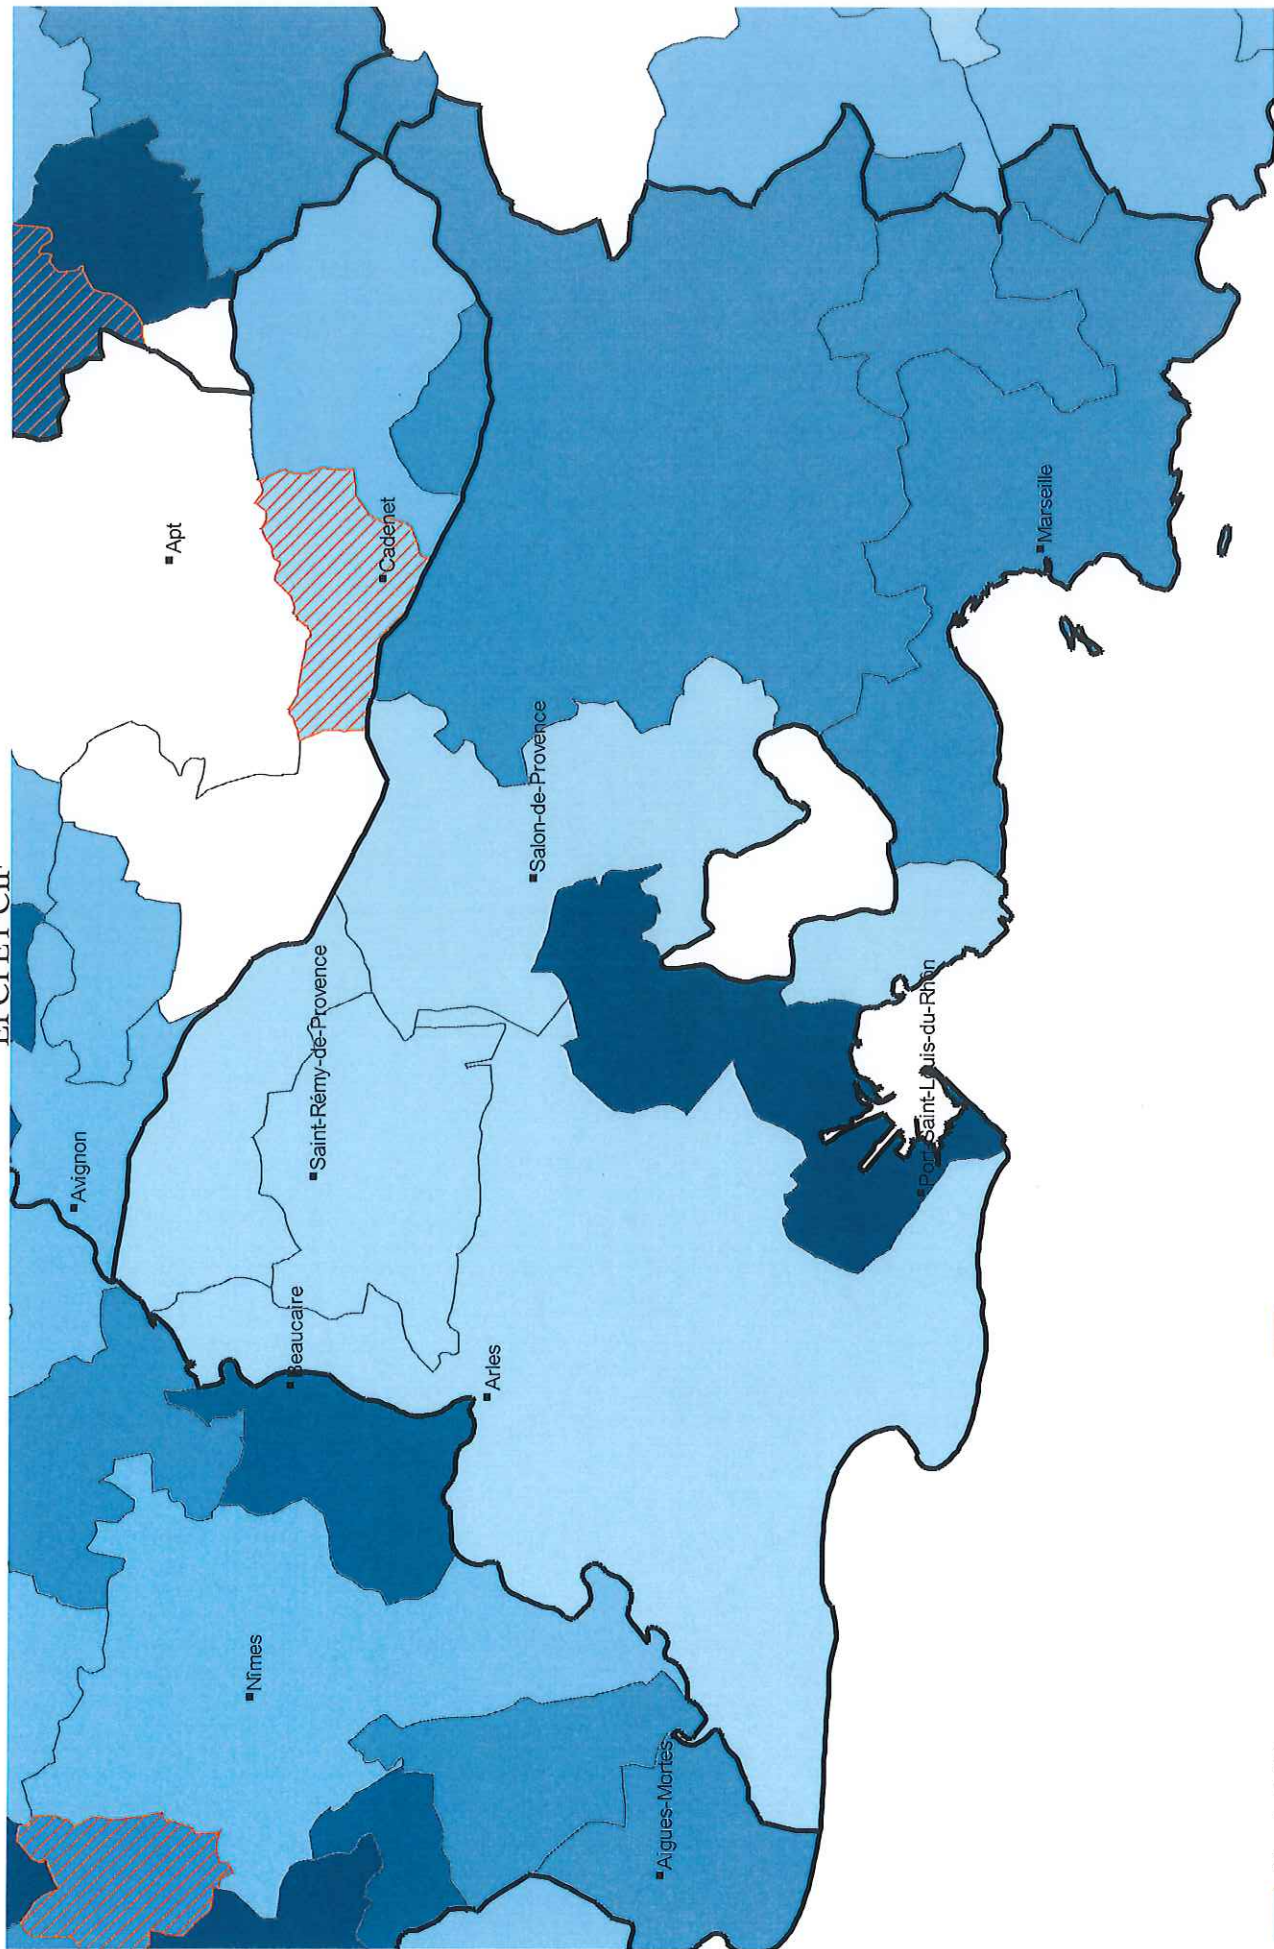 Apt
Cadenet
Marseille
Salon-de-Provence
Saint-Rémy-de-Provence
Avignon
Port-Saint-Louis-du-Rhôn
Beaucaire
Arles
Nîmes
Aigues-Mortes